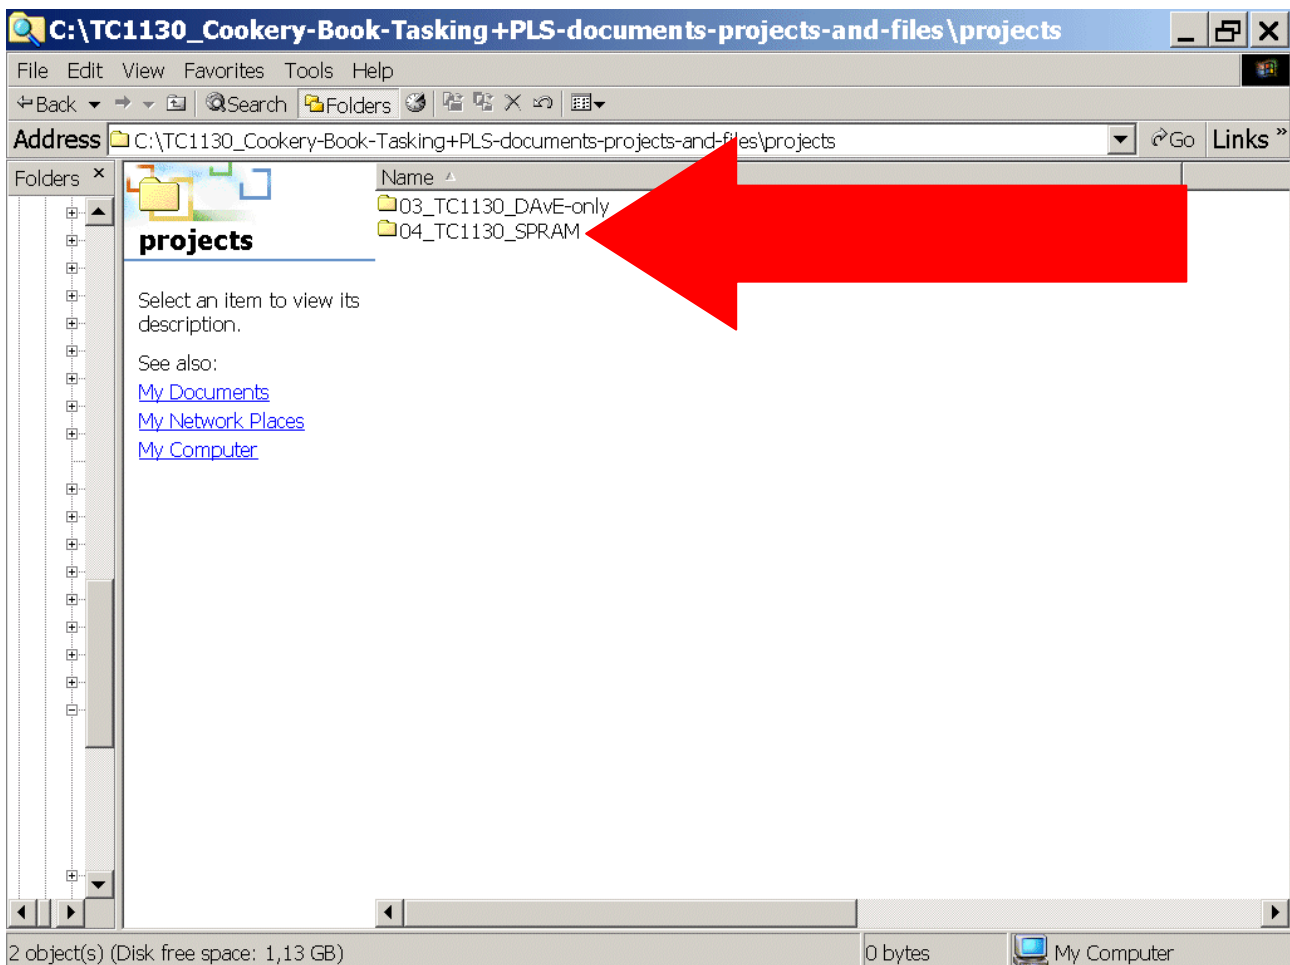 C:\TC1130_Cookery-Book-Tasking+PLS-documents-projects-and-files\projects
File Edit View Favorites Tools Help
Back Search Folders
Address C:\TC1130_Cookery-Book-Tasking+PLS-documents-projects-and-files\projects Go Links »
Folders ×
Name
03_TC1130_DAvE-only
04_TC1130_SPRAM
projects
Select an item to view its
description.
See also:
My Documents
My Network Places
My Computer
2 object(s) (Disk free space: 1,13 GB) 0 bytes My Computer